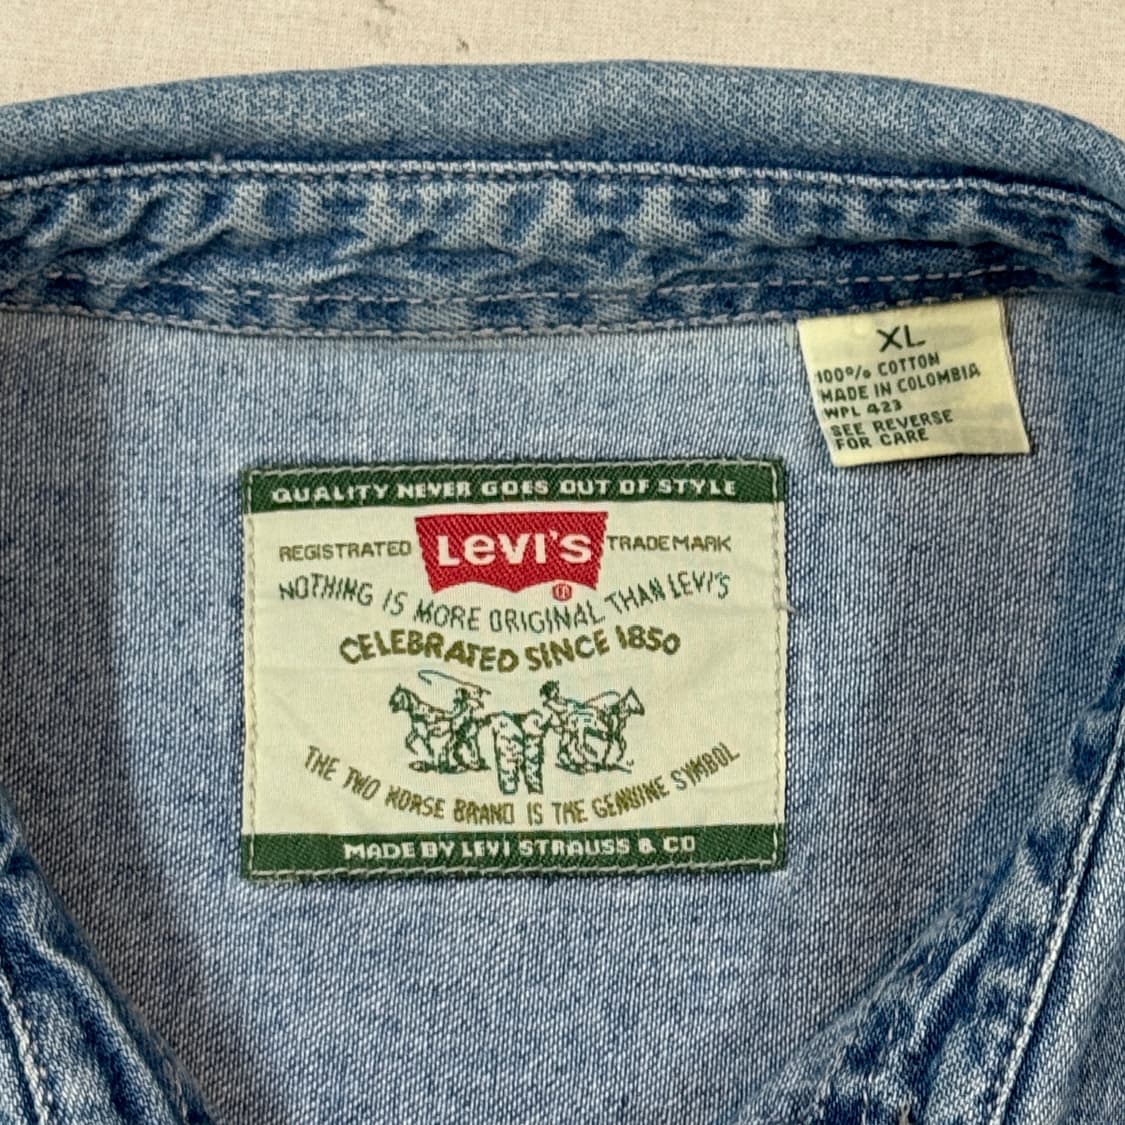 XL
100% COTTON
MADE IN COLOMBIA
WPL 423
SEE REVERSE
FOR CARE
QUALITY NEVER GOES OUT OF STYLE
REGISTRATED LEVI'S TRADEMARK
®
NOTHING IS MORE ORIGINAL THAN LEVI'S
CELEBRATED SINCE 1850
THE TWO HORSE BRAND IS THE GENUINE SYMBOL
MADE BY LEVI STRAUSS & CO